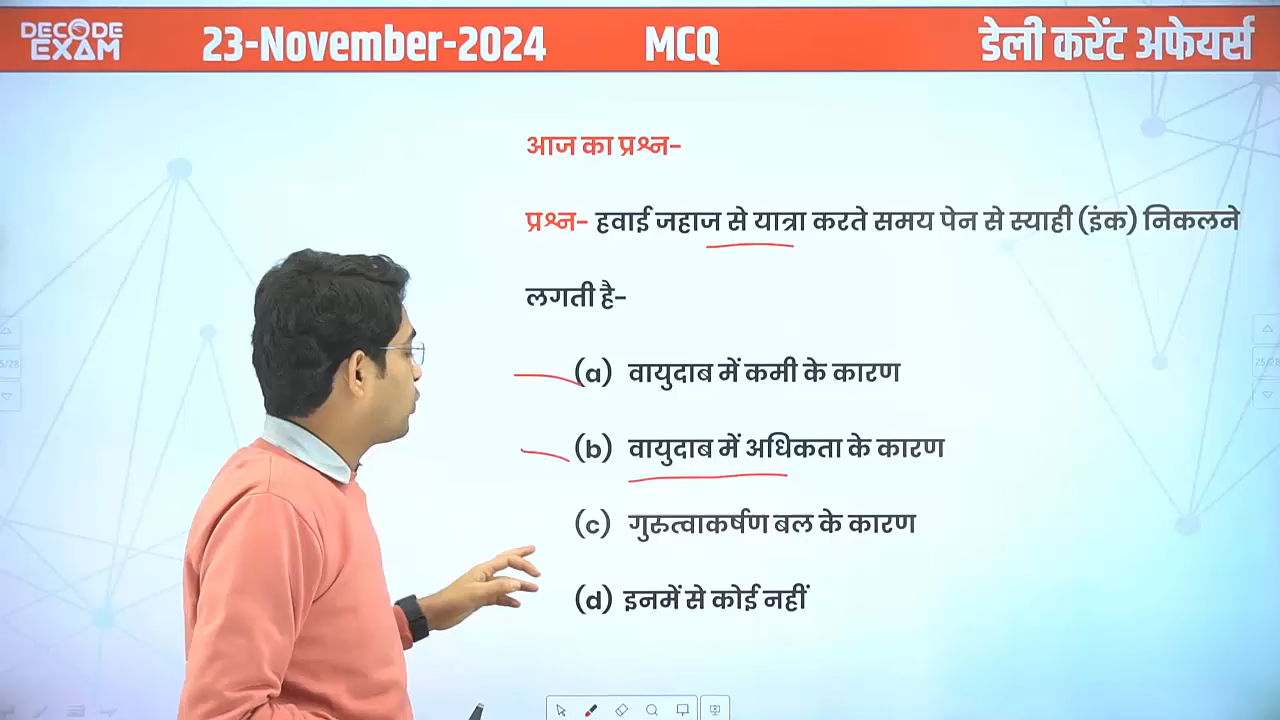 DECODE
EXAM
23-November-2024 MCQ डेली करेंट अफेयर्स
आज का प्रश्न-
प्रश्न- हवाई जहाज से यात्रा करते समय पेन से स्याही (इंक) निकलने
लगती है-
(a) वायुदाब में कमी के कारण
(b) वायुदाब में अधिकता के कारण
(c) गुरुत्वाकर्षण बल के कारण
(d) इनमें से कोई नहीं